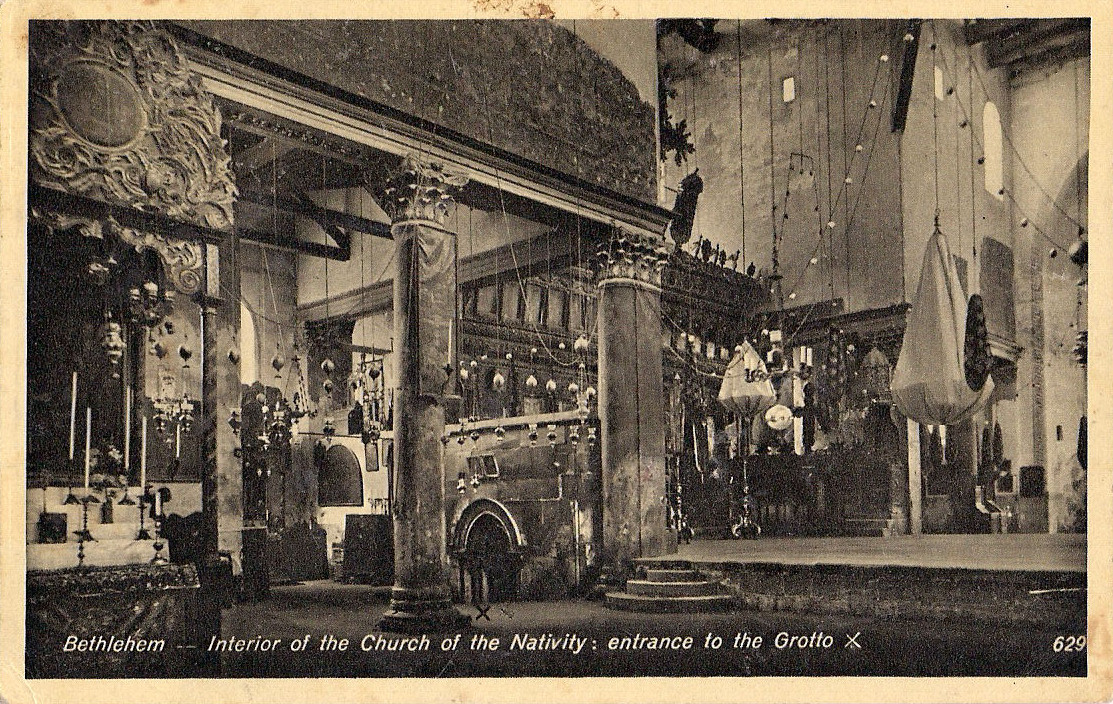 Bethlehem -- Interior of the Church of the Nativity: entrance to the Grotto X 629